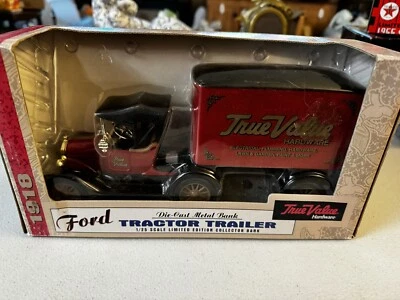 True Value
HARDWARE
1918
Ford
Die-Cast Metal Bank
TRACTOR TRAILER
1/25 SCALE LIMITED EDITION COLLECTOR BANK
True Value
Hardware